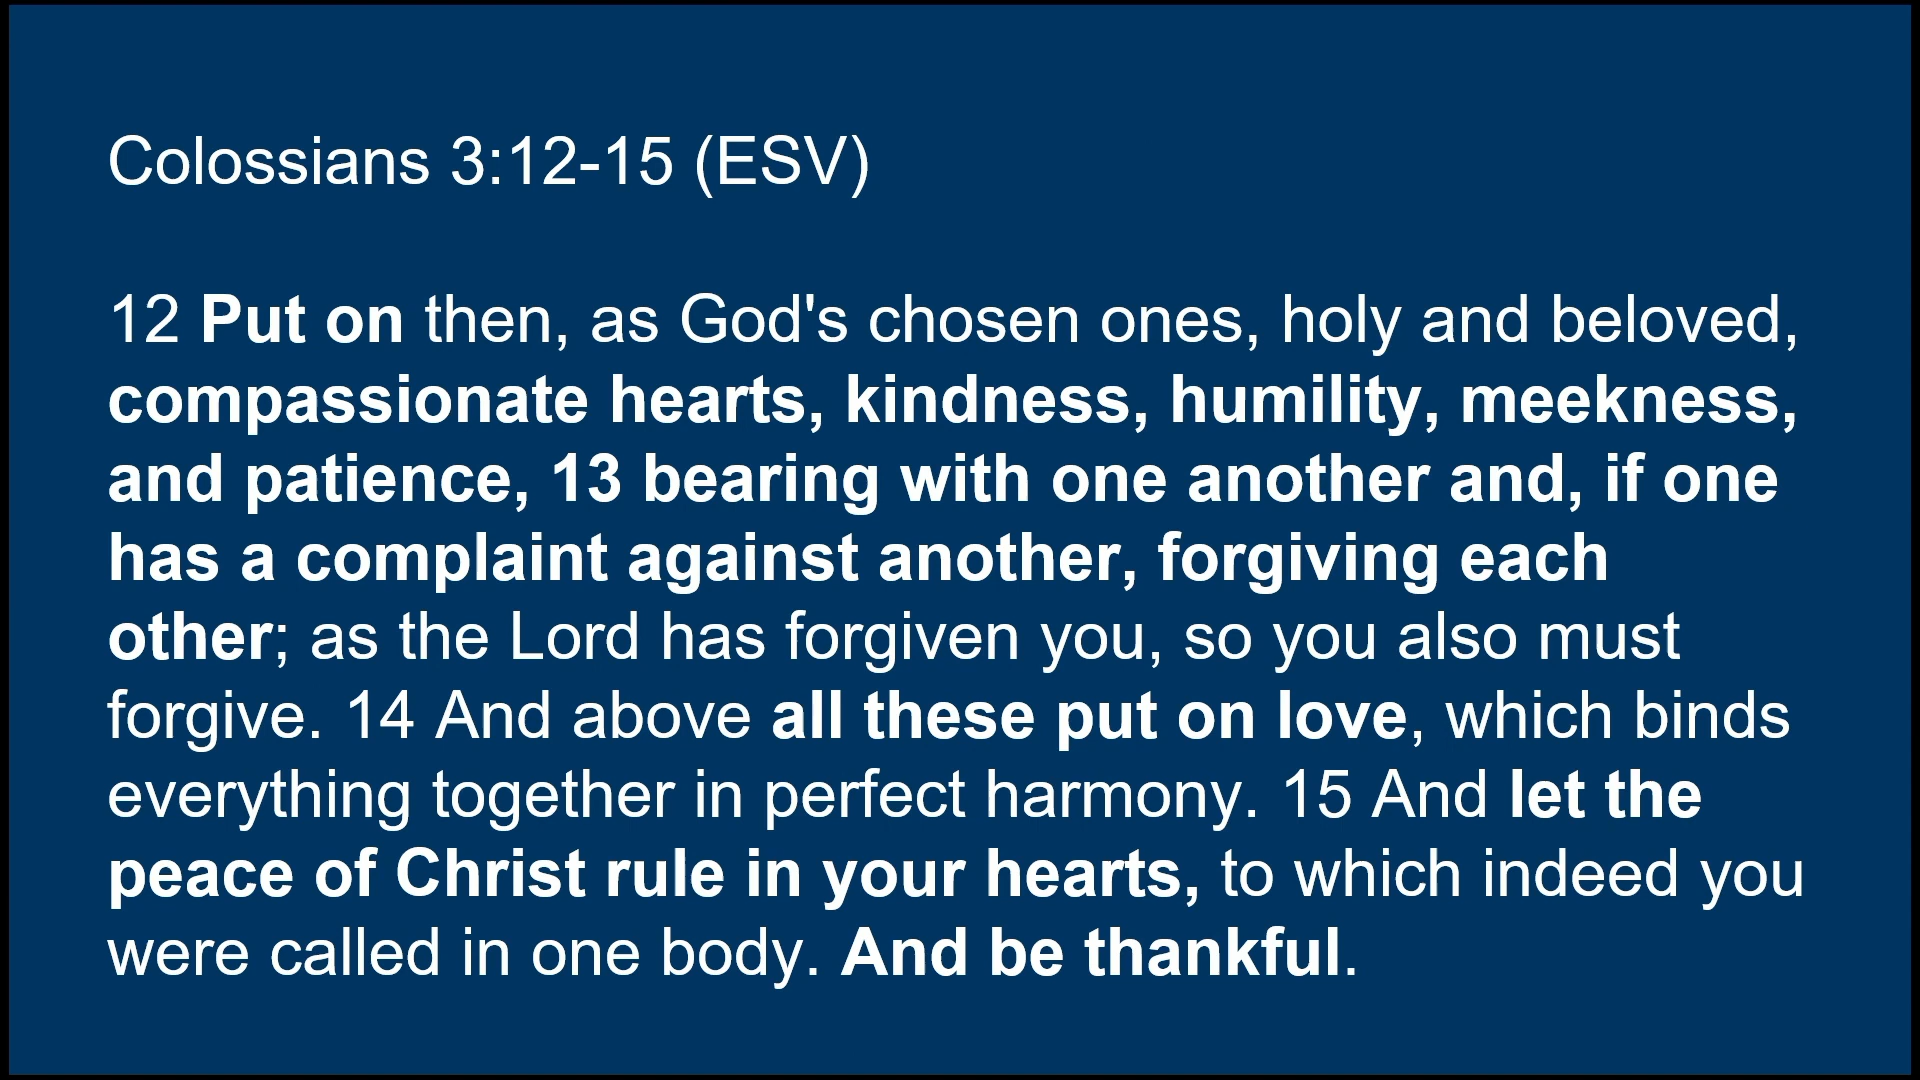 Colossians 3:12-15 (ESV)
12 Put on then, as God's chosen ones, holy and beloved,
compassionate hearts, kindness, humility, meekness,
and patience, 13 bearing with one another and, if one
has a complaint against another, forgiving each
other; as the Lord has forgiven you, so you also must
forgive. 14 And above all these put on love, which binds
everything together in perfect harmony. 15 And let the
peace of Christ rule in your hearts, to which indeed you
were called in one body. And be thankful.